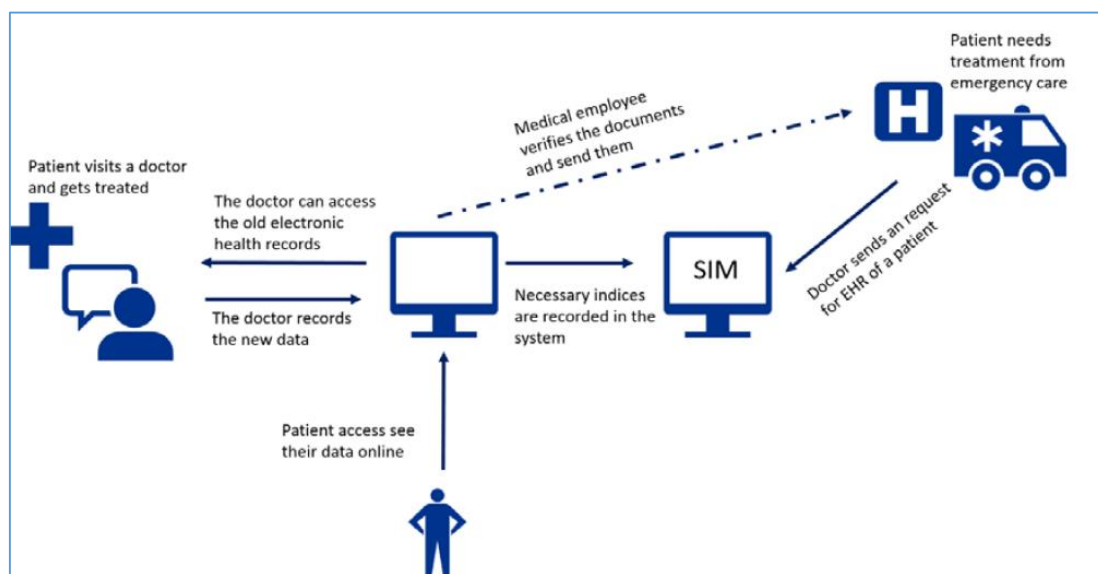 Patient needs
treatment from
emergency care
H
Medical employee
verifies the documents
and send them
Patient visits a doctor
and gets treated
The doctor can access
the old electronic
health records
SIM
Doctor sends an request
for EHR of a patient
The doctor records
the new data
Necessary indices
are recorded in the
system
Patient access see
their data online